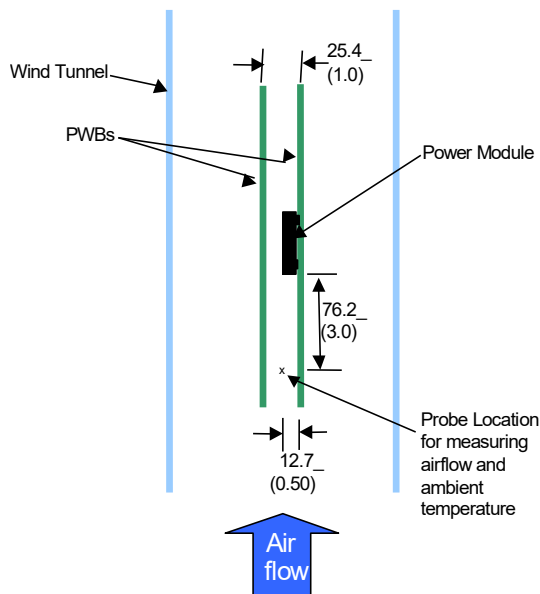 25.4_
(1.0)
Wind Tunnel
PWBs
Power Module
76.2_
(3.0)
x
Probe Location
for measuring
airflow and
ambient
temperature
12.7_
(0.50)
Air
flow